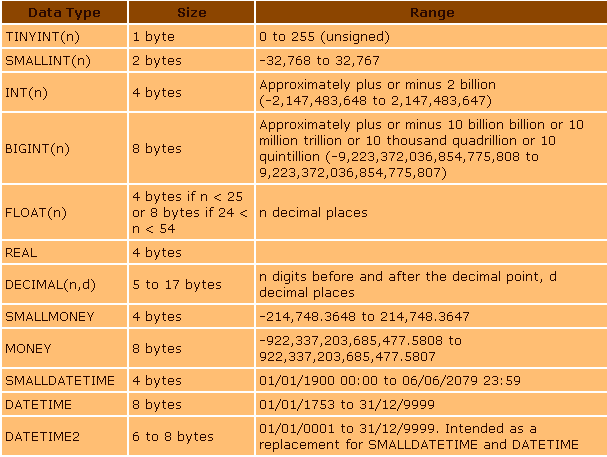 Data Type Size Range
TINYINT(n) 1 byte 0 to 255 (unsigned)
SMALLINT(n) 2 bytes -32,768 to 32,767
INT(n) 4 bytes Approximately plus or minus 2 billion
(-2,147,483,648 to 2,147,483,647)
BIGINT(n) 8 bytes Approximately plus or minus 10 billion billion or 10
million trillion or 10 thousand quadrillion or 10
quintillion (-9,223,372,036,854,775,808 to
9,223,372,036,854,775,807)
FLOAT(n) 4 bytes if n < 25
or 8 bytes if 24 <
n < 54 n decimal places
REAL 4 bytes
DECIMAL(n,d) 5 to 17 bytes n digits before and after the decimal point, d
decimal places
SMALLMONEY 4 bytes -214,748.3648 to 214,748.3647
MONEY 8 bytes -922,337,203,685,477.5808 to
922,337,203,685,477.5807
SMALLDATETIME 4 bytes 01/01/1900 00:00 to 06/06/2079 23:59
DATETIME 8 bytes 01/01/1753 to 31/12/9999
DATETIME2 6 to 8 bytes 01/01/0001 to 31/12/9999. Intended as a
replacement for SMALLDATETIME and DATETIME